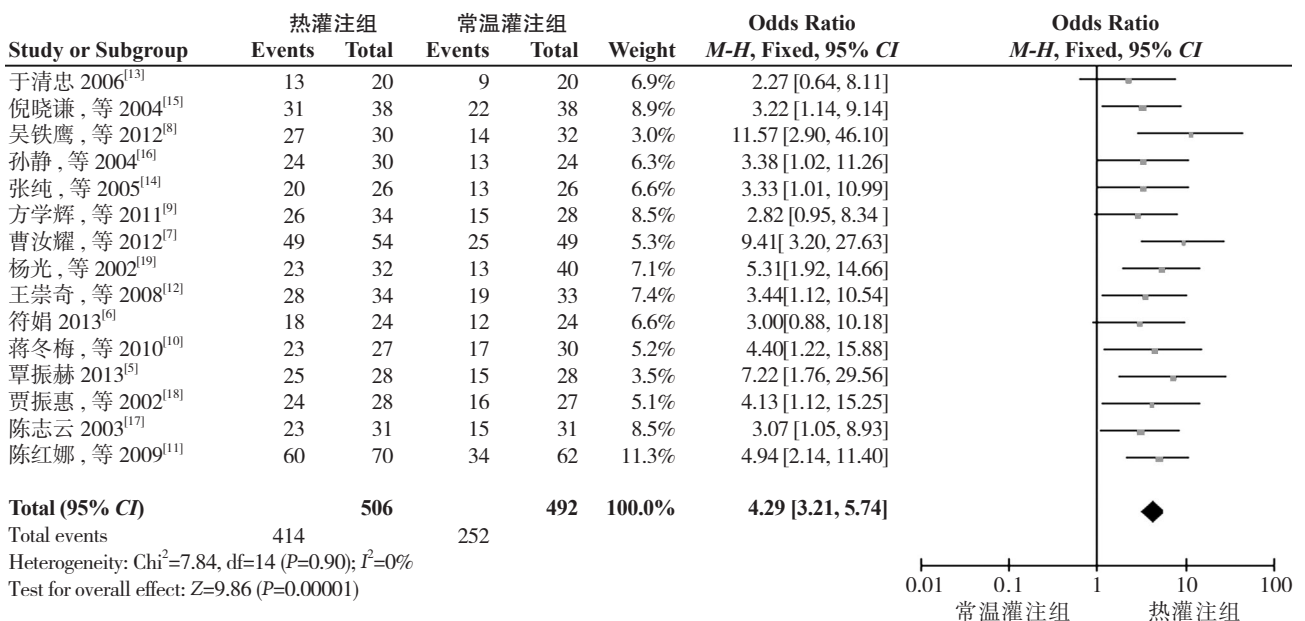 热灌注组 常温灌注组 Odds Ratio Odds Ratio
Study or Subgroup Events Total Events Total Weight M-H, Fixed, 95% CI M-H, Fixed, 95% CI
于清忠 2006[13] 13 20 9 20 6.9% 2.27 [0.64, 8.11]
倪晓谦 , 等 2004[15] 31 38 22 38 8.9% 3.22 [1.14, 9.14]
吴铁鹰 , 等 2012[8] 27 30 14 32 3.0% 11.57 [2.90, 46.10]
孙静 , 等 2004[16] 24 30 13 24 6.3% 3.38 [1.02, 11.26]
张纯 , 等 2005[14] 20 26 13 26 6.6% 3.33 [1.01, 10.99]
方学辉 , 等 2011[9] 26 34 15 28 8.5% 2.82 [0.95, 8.34 ]
曹汝耀 , 等 2012[7] 49 54 25 49 5.3% 9.41[ 3.20, 27.63]
杨光 , 等 2002[19] 23 32 13 40 7.1% 5.31[1.92, 14.66]
王崇奇 , 等 2008[12] 28 34 19 33 7.4% 3.44[1.12, 10.54]
符娟 2013[6] 18 24 12 24 6.6% 3.00[0.88, 10.18]
蒋冬梅 , 等 2010[10] 23 27 17 30 5.2% 4.40[1.22, 15.88]
覃振赫 2013[5] 25 28 15 28 3.5% 7.22 [1.76, 29.56]
贾振惠 , 等 2002[18] 24 28 16 27 5.1% 4.13 [1.12, 15.25]
陈志云 2003[17] 23 31 15 31 8.5% 3.07 [1.05, 8.93]
陈红娜 , 等 2009[11] 60 70 34 62 11.3% 4.94 [2.14, 11.40]
Total (95% CI) 506 492 100.0% 4.29 [3.21, 5.74]
Total events 414 252
Heterogeneity: Chi2=7.84, df=14 (P=0.90); I2=0%
Test for overall effect: Z=9.86 (P=0.00001)
0.01 0.1 1 10 100
常温灌注组 热灌注组